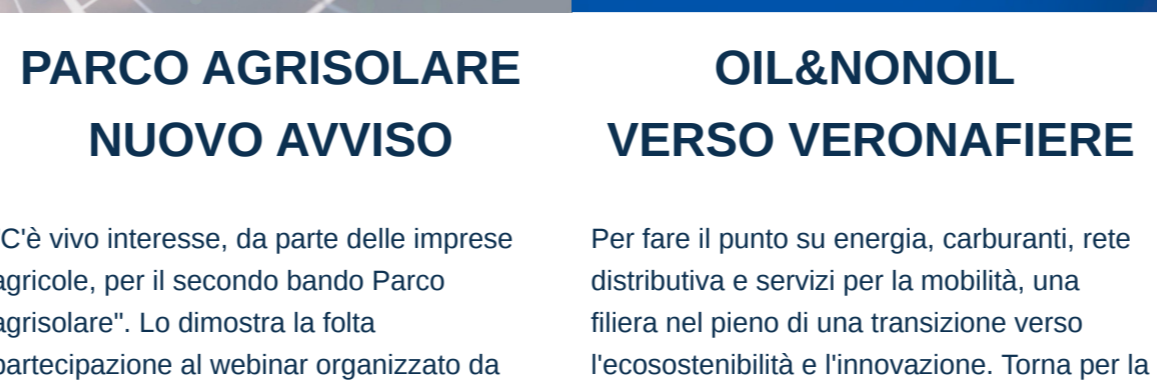 PARCO AGRISOLARE
NUOVO AVVISO
C'è vivo interesse, da parte delle imprese
agricole, per il secondo bando Parco
agrisolare". Lo dimostra la folta
partecipazione al webinar organizzato da
OIL&NONOIL
VERSO VERONAFIERE
Per fare il punto su energia, carburanti, rete
distributiva e servizi per la mobilità, una
filiera nel pieno di una transizione verso
l'ecosostenibilità e l'innovazione. Torna per la